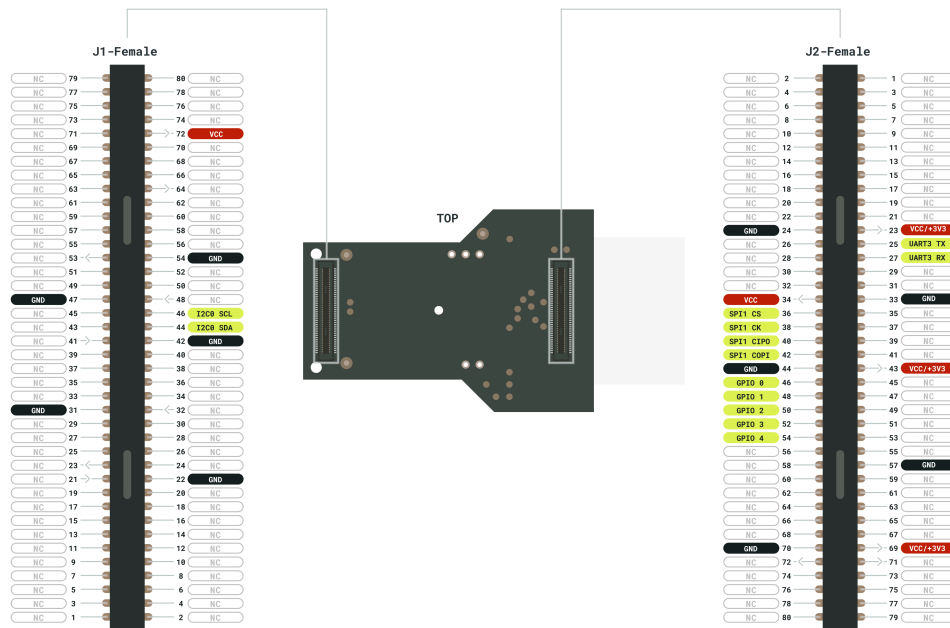 J1-Female
NC 79 80 NC
NC 77 78 NC
NC 75 76 NC
NC 73 74 NC
NC 71 72 VCC
NC 69 70 NC
NC 67 68 NC
NC 65 66 NC
NC 63 64 NC
NC 61 62 NC
NC 59 60 NC
NC 57 58 NC
NC 55 56 NC
NC 53 54 GND
NC 51 52 NC
NC 49 50 NC
GND 47 48 NC
NC 45 46 I2C0 SCL
NC 43 44 I2C0 SDA
NC 41 42 GND
NC 39 40 NC
NC 37 38 NC
NC 35 36 NC
NC 33 34 NC
GND 31 32 NC
NC 29 30 NC
NC 27 28 NC
NC 25 26 NC
NC 23 24 NC
NC 21 22 GND
NC 19 20 NC
NC 17 18 NC
NC 15 16 NC
NC 13 14 NC
NC 11 12 NC
NC 9 10 NC
NC 7 8 NC
NC 5 6 NC
NC 3 4 NC
NC 1 2 NC
TOP
J2-Female
NC 2 1 NC
NC 4 3 NC
NC 6 5 NC
NC 8 7 NC
NC 10 9 NC
NC 12 11 NC
NC 14 13 NC
NC 16 15 NC
NC 18 17 NC
NC 20 19 NC
NC 22 21 NC
GND 24 23 VCC/+3V3
NC 26 25 UART3 TX
NC 28 27 UART3 RX
NC 30 29 NC
NC 32 31 NC
VCC 34 33 GND
SPI1 CS 36 35 NC
SPI1 CK 38 37 NC
SPI1 CIPO 40 39 NC
SPI1 COPI 42 41 NC
GND 44 43 VCC/+3V3
GPIO 0 46 45 NC
GPIO 1 48 47 NC
GPIO 2 50 49 NC
GPIO 3 52 51 NC
GPIO 4 54 53 NC
NC 56 55 NC
NC 58 57 GND
NC 60 59 NC
NC 62 61 NC
NC 64 63 NC
NC 66 65 NC
NC 68 67 NC
GND 70 69 VCC/+3V3
NC 72 71 NC
NC 74 73 NC
NC 76 75 NC
NC 78 77 NC
NC 80 79 NC